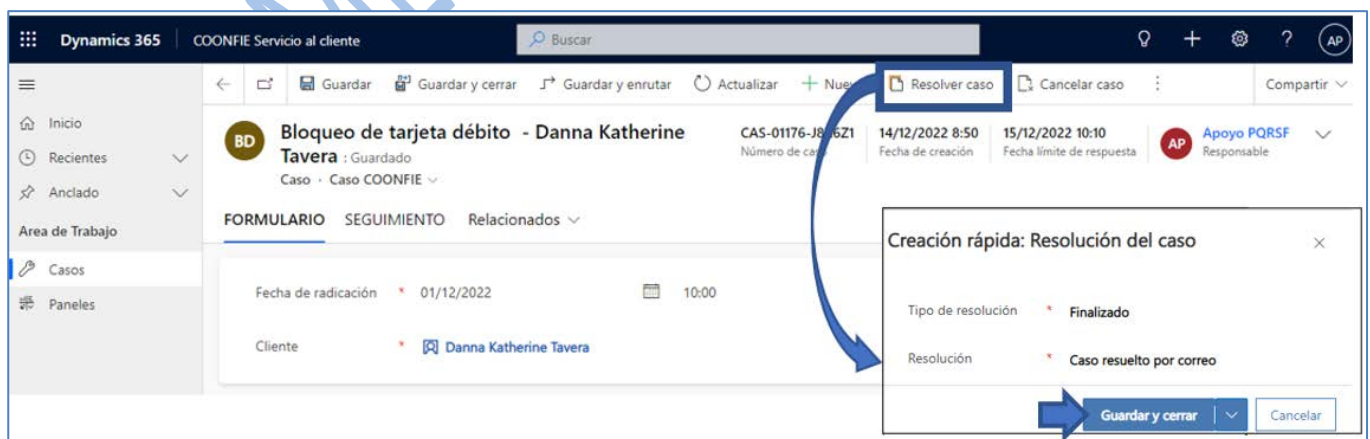 Dynamics 365 COONFIE Servicio al cliente Buscar ? AP
Guardar Guardar y cerrar Guardar y enrutar Actualizar Resolver caso Cancelar caso Compartir
Inicio
Recientes
Anclado
Area de Trabajo
Casos
Paneles
BD Bloqueo de tarjeta débito - Danna Katherine
Tavera : Guardado
Caso · Caso COONFIE
14/12/2022 8:50 15/12/2022 10:10 AP Apoyo PQRSF
Número de caso Fecha de creación Fecha límite de respuesta Responsable
FORMULARIO SEGUIMIENTO Relacionados
Fecha de radicación * 01/12/2022 10:00
Cliente * Danna Katherine Tavera
Creación rápida: Resolución del caso ×
Tipo de resolución * Finalizado
Resolución * Caso resuelto por correo
Guardar y cerrar Cancelar